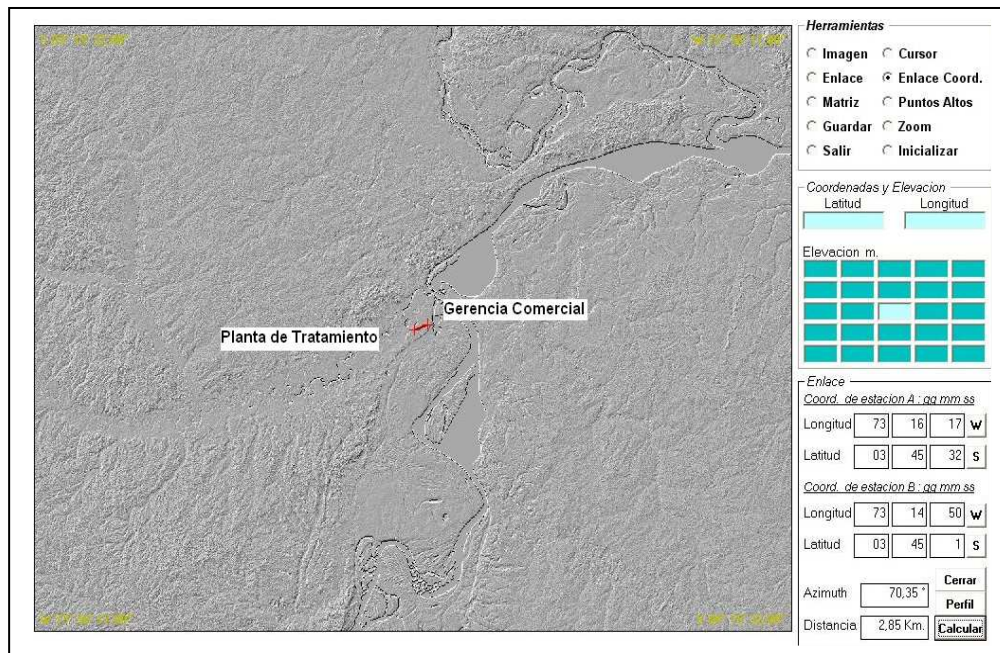 Gerencia Comercial
Planta de Tratamiento
Herramientas
Imagen Cursor
Enlace Enlace Coord.
Matriz Puntos Altos
Guardar Zoom
Salir Inicializar
Coordenadas y Elevacion
Latitud Longitud
Elevacion m.
Enlace
Coord. de estacion A : gg mm ss
Longitud 73 16 17 W
Latitud 03 45 32 S
Coord. de estacion B : gg mm ss
Longitud 73 14 50 W
Latitud 03 45 1 S
Cerrar
Azimuth 70,35 °
Perfil
Distancia 2,85 Km. Calcular